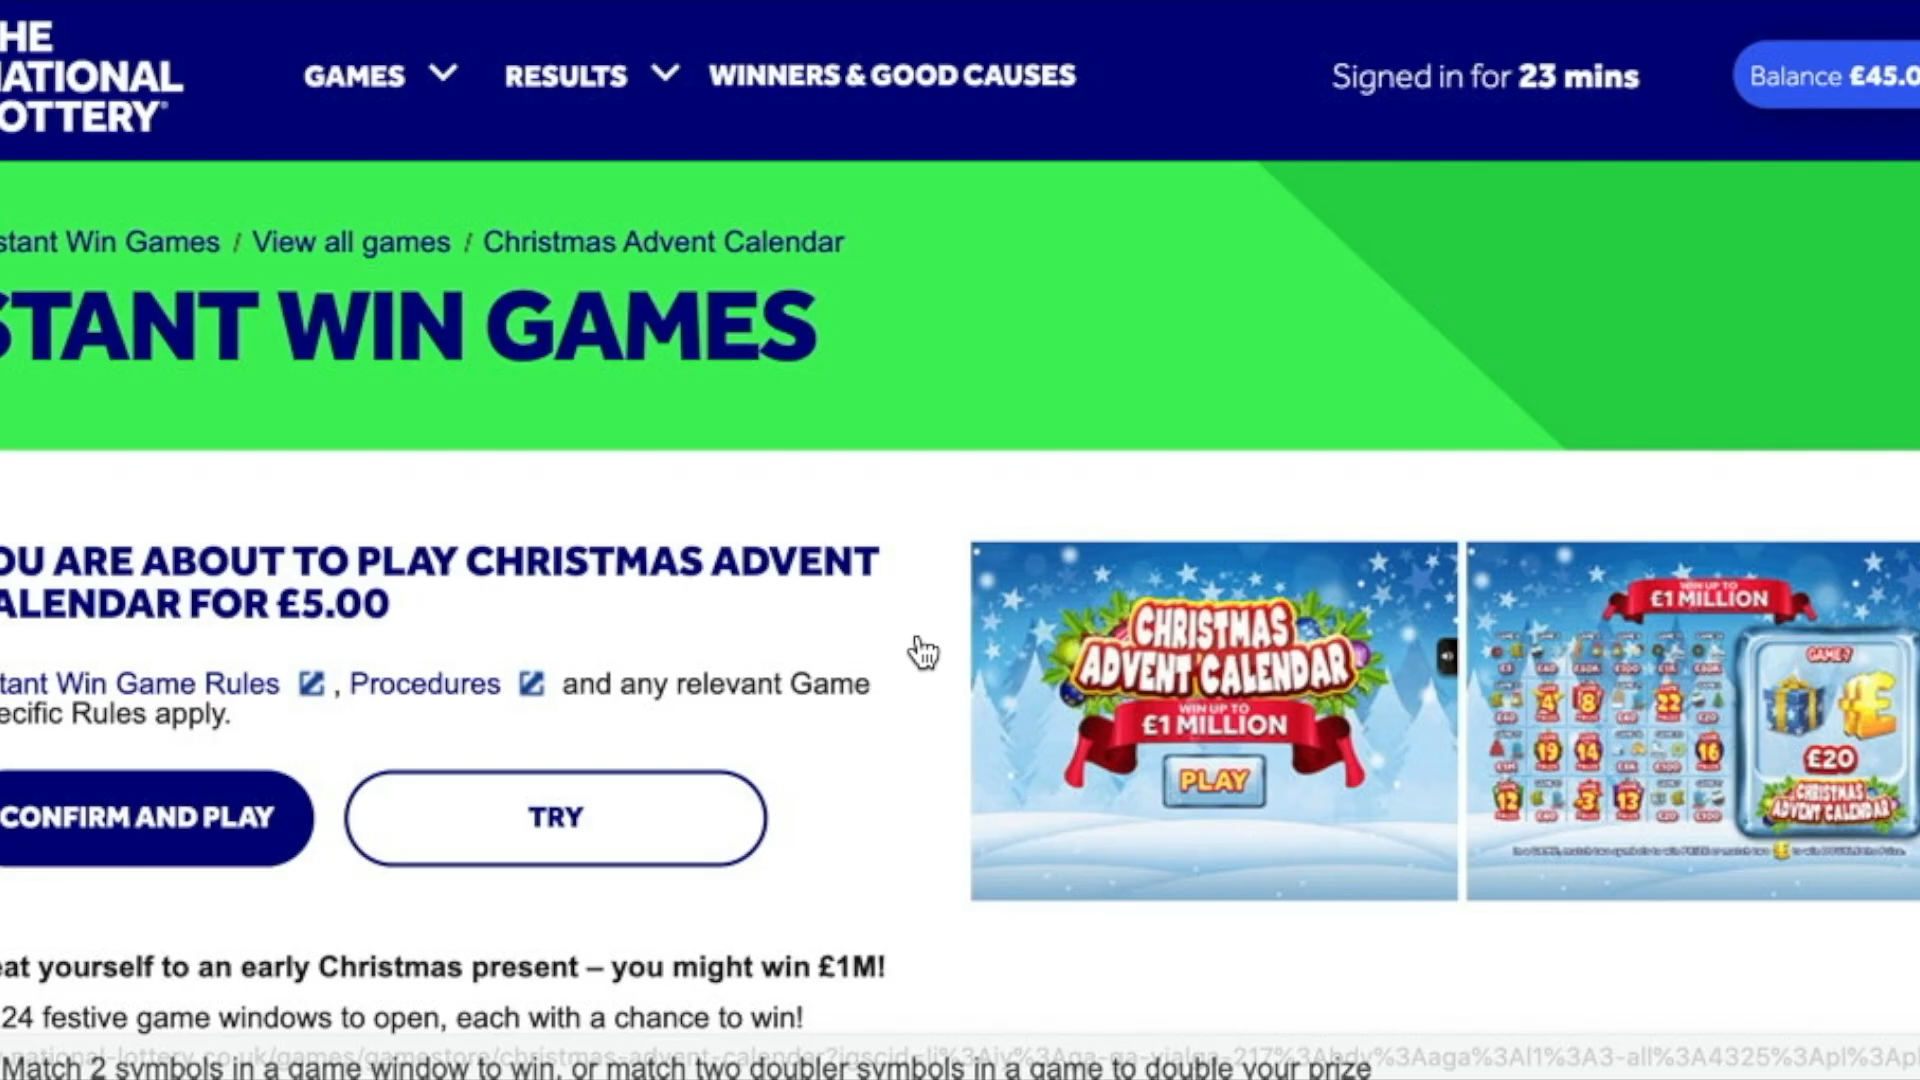 HE
NATIONAL
OTTERY
GAMES
RESULTS
WINNERS & GOOD CAUSES
Signed in for 23 mins
Balance £45.0
stant Win Games / View all games / Christmas Advent Calendar
STANT WIN GAMES
OU ARE ABOUT TO PLAY CHRISTMAS ADVENT
ALENDAR FOR £5.00
tant Win Game Rules , Procedures and any relevant Game
ecific Rules apply.
CONFIRM AND PLAY
TRY
CHRISTMAS
ADVENT CALENDAR
WIN UP TO
£1 MILLION
PLAY
WIN UP TO
£1 MILLION
GAME 7
£20
CHRISTMAS
ADVENT CALENDAR
4 8 22
19 14 16
12 3 13
eat yourself to an early Christmas present – you might win £1M!
24 festive game windows to open, each with a chance to win!
Match 2 symbols in a game window to win, or match two doubler symbols in a game to double your prize